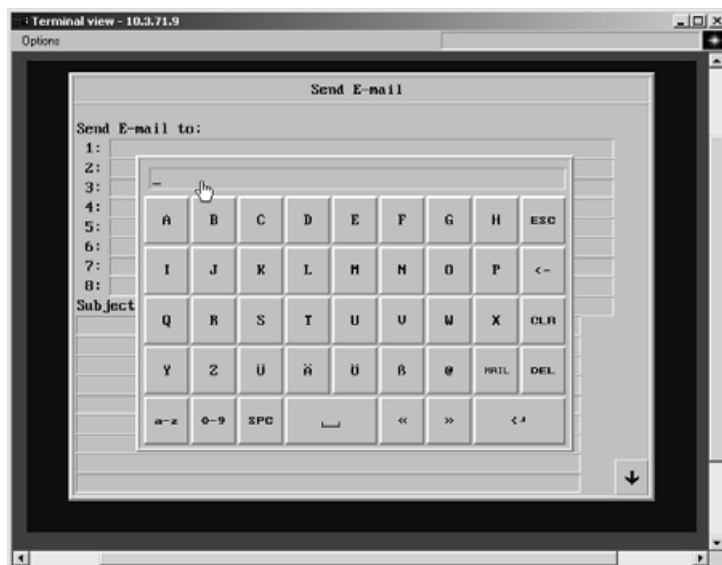 Terminal view - 10.3.71.9
Options
Send E-mail
Send E-mail to:
1:
2:
3:
4:
5:
6:
7:
8:
Subject
_
A B C D E F G H ESC
I J K L M N O P <-
Q R S T U V W X CLR
Y Z Ü Ä Ö ß @ MAIL DEL
a-z 0-9 SPC ⎵ « » ↵